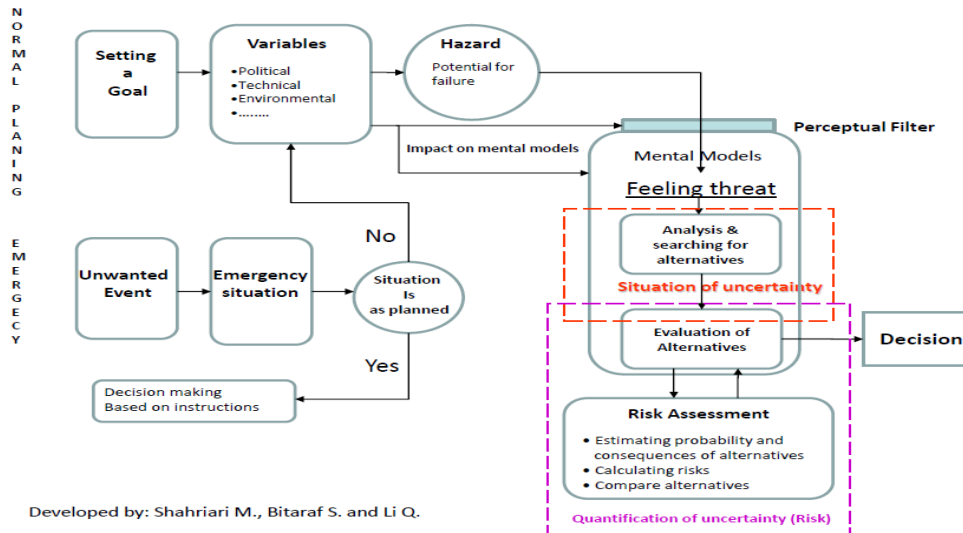 NORMAL PLANING
Setting
a
Goal
Variables
•Political
•Technical
•Environmental
•........
Hazard
Potential for
failure
Perceptual Filter
Impact on mental models
Mental Models
Feeling threat
Analysis &
searching for
alternatives
Situation of uncertainty
Evaluation of
Alternatives
Decision
Risk Assessment
• Estimating probability and
consequences of alternatives
• Calculating risks
• Compare alternatives
Quantification of uncertainty (Risk)
EMERGECY
Unwanted
Event
Emergency
situation
No
Situation
Is
as planned
Yes
Decision making
Based on instructions
Developed by: Shahriari M., Bitaraf S. and Li Q.